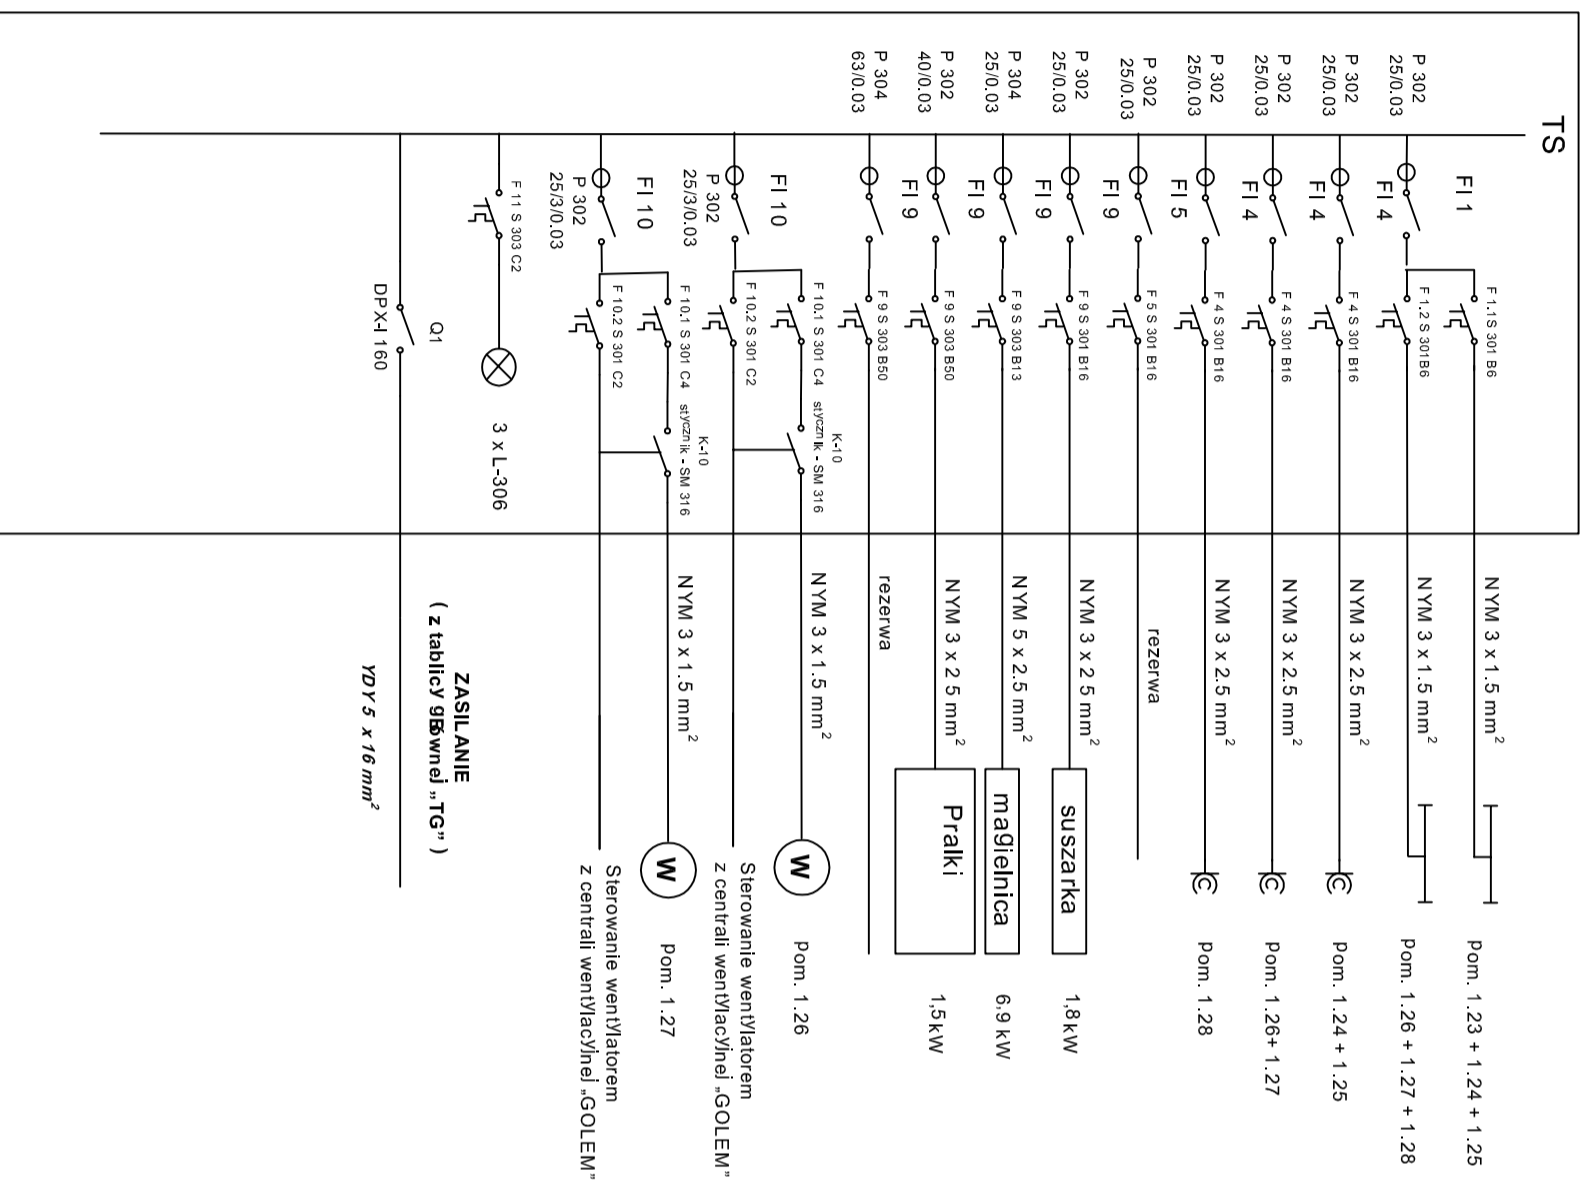 TS
P 302
25/0.03
P 302
25/0.03
P 302
25/0.03
P 302
25/0.03
P 302
25/0.03
P 302
25/0.03
P 304
25/0.03
P 302
40/0.03
P 304
63/0.03
FI 1
FI 4
FI 4
FI 4
FI 5
FI 9
FI 9
FI 9
FI 9
FI 10
P 302
25/3/0.03
FI 10
P 302
25/3/0.03
F 1.1S 301 B6
F 1.2 S 301B6
F 4 S 301 B16
F 4 S 301 B16
F 4 S 301 B16
F 5 S 301 B16
F 9 S 301 B16
F 9 S 303 B13
F 9 S 303 B50
F 9 S 303 B50
F 10.1 S 301 C4
F 10.2 S 301 C2
F 10.1 S 301 C4
F 10.2 S 301 C2
F 11 S 303 C2
K-10
stycznik - SM 316
K-10
stycznik - SM 316
3 x L-306
Q1
DPX-I 160
NYM 3 x 1.5 mm²
NYM 3 x 1.5 mm²
NYM 3 x 2.5 mm²
NYM 3 x 2.5 mm²
NYM 3 x 2.5 mm²
rezerwa
NYM 3 x 2 5 mm²
NYM 5 x 2.5 mm²
NYM 3 x 2 5 mm²
rezerwa
NYM 3 x 1.5 mm²
NYM 3 x 1.5 mm²
ZASILANIE
( z tablicy głównej „TG” )
YDY 5 x 16 mm²
suszarka
magielnica
Pralki
W
W
pom. 1.23 + 1.24 + 1.25
pom. 1.26 + 1.27 + 1.28
pom. 1.24 + 1.25
pom. 1.26+ 1.27
pom. 1.28
1,8kW
6,9 kW
1,5kW
pom. 1.26
Sterowanie wentylatorem
z centrali wentylacyjnej „GOLEM”
pom. 1.27
Sterowanie wentylatorem
z centrali wentylacyjnej „GOLEM”